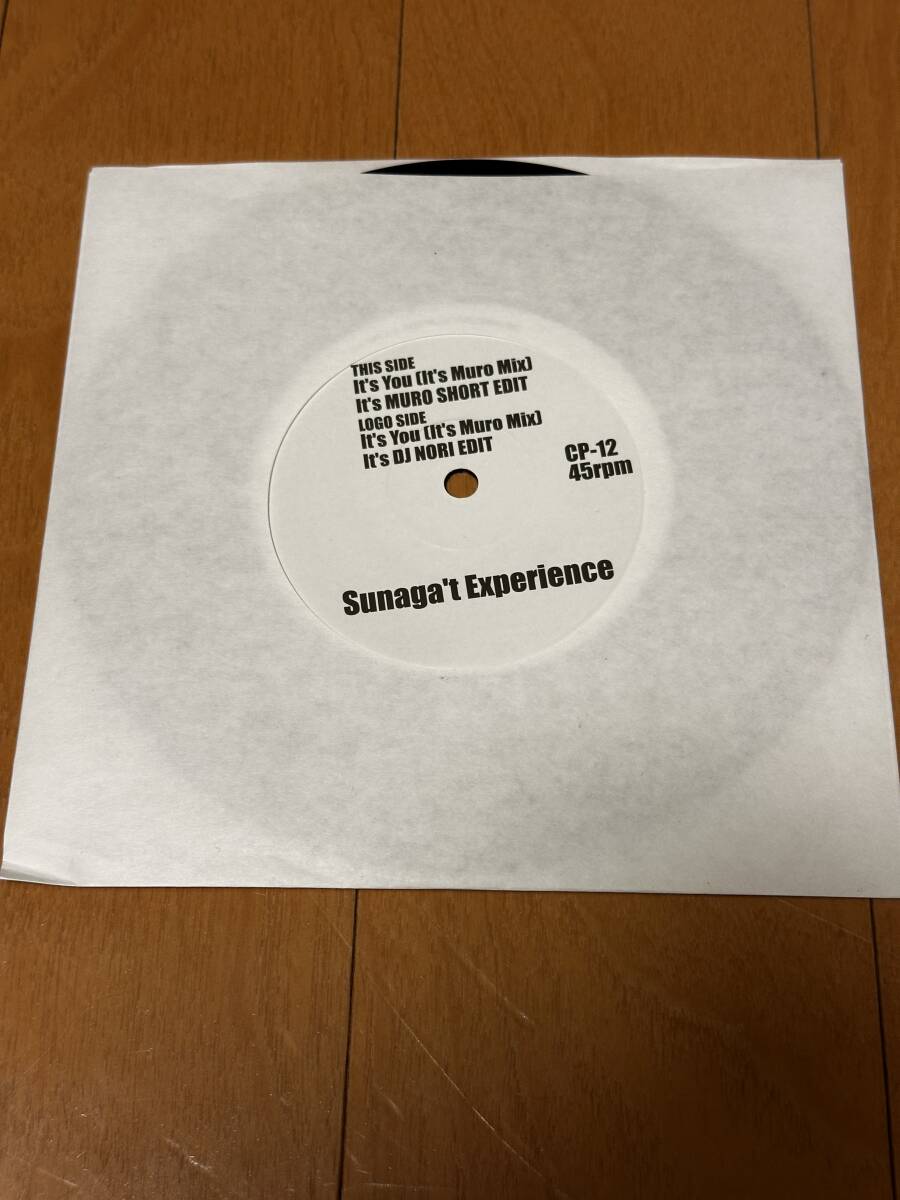 THIS SIDE
It's You (It's Muro Mix)
It's MURO SHORT EDIT
LOGO SIDE
It's You (It's Muro Mix)
It's DJ NORI EDIT
CP-12
45rpm
Sunaga't Experience